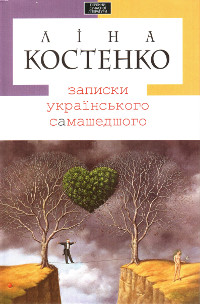 ЛІНА
КОСТЕНКО
записки
українського
самашедшого